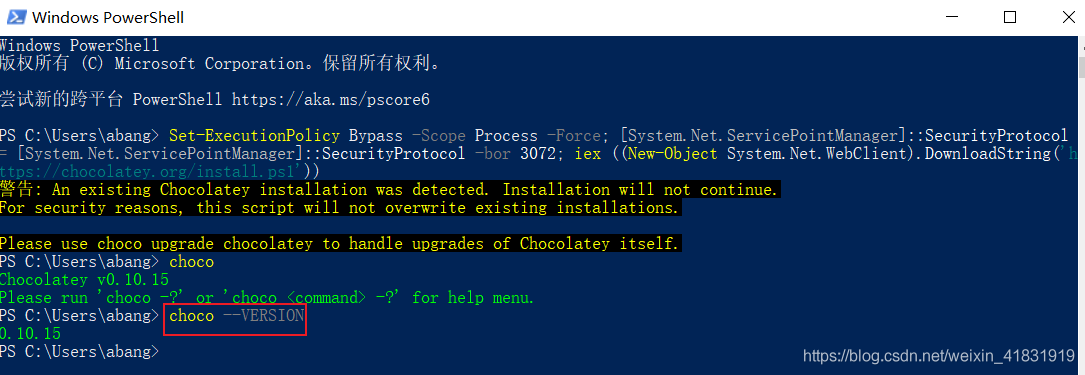 Windows PowerShell
Windows PowerShell
版权所有 (C) Microsoft Corporation。保留所有权利。
尝试新的跨平台 PowerShell https://aka.ms/pscore6
PS C:\Users\abang> Set-ExecutionPolicy Bypass -Scope Process -Force; [System.Net.ServicePointManager]::SecurityProtocol
= [System.Net.ServicePointManager]::SecurityProtocol -bor 3072; iex ((New-Object System.Net.WebClient).DownloadString('h
ttps://chocolatey.org/install.ps1'))
警告: An existing Chocolatey installation was detected. Installation will not continue.
For security reasons, this script will not overwrite existing installations.
Please use choco upgrade chocolatey to handle upgrades of Chocolatey itself.
PS C:\Users\abang> choco
Chocolatey v0.10.15
Please run 'choco -?' or 'choco <command> -?' for help menu.
PS C:\Users\abang> choco --VERSION
0.10.15
PS C:\Users\abang>
https://blog.csdn.net/weixin_41831919